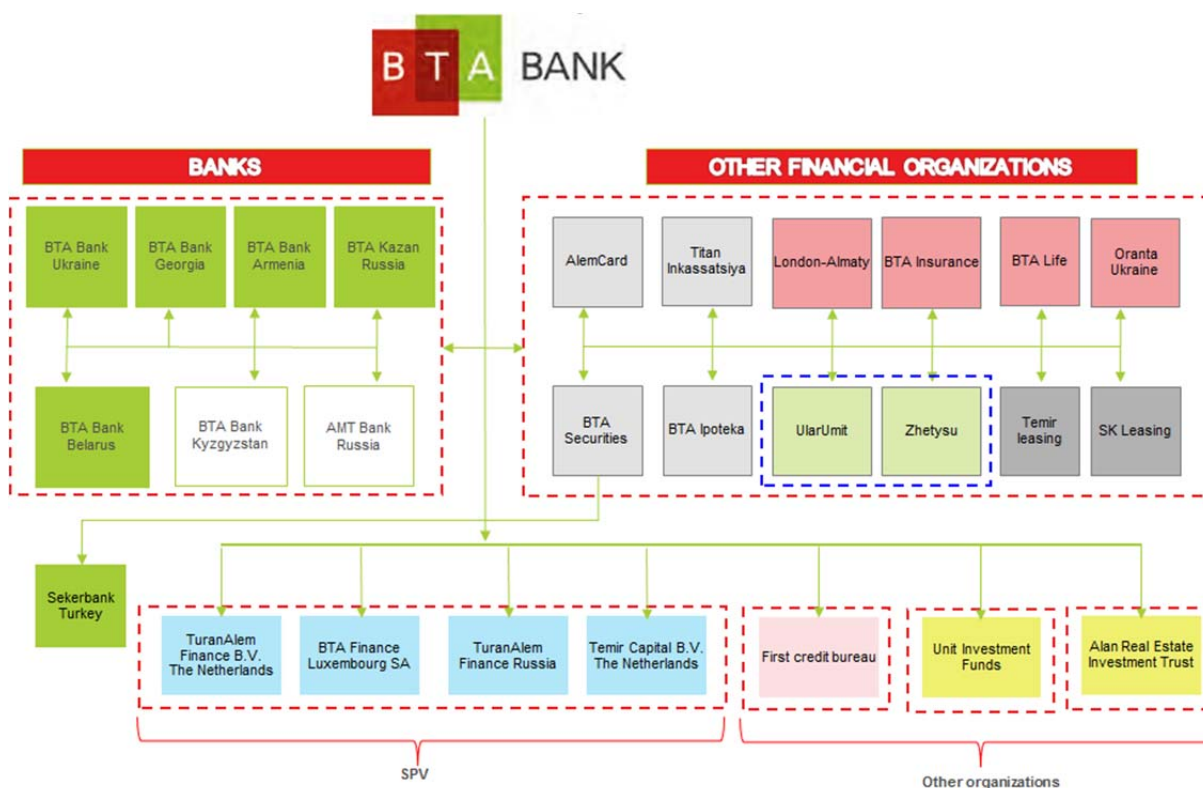 BTA BANK
BANKS
OTHER FINANCIAL ORGANIZATIONS
BTA Bank
Ukraine
BTA Bank
Georgia
BTA Bank
Armenia
BTA Kazan
Russia
AlemCard
Titan
Inkassatsiya
London-Almaty
BTA Insurance
BTA Life
Oranta
Ukraine
BTA Bank
Belarus
BTA Bank
Kyzgyzstan
AMT Bank
Russia
BTA
Securities
BTA Ipoteka
UlarUmit
Zhetysu
Temir
leasing
SK Leasing
Sekerbank
Turkey
TuranAlem
Finance B.V.
The Netherlands
BTA Finance
Luxembourg SA
TuranAlem
Finance Russia
Temir Capital B.V.
The Netherlands
First credit bureau
Unit Investment
Funds
Alan Real Estate
Investment Trust
SPV
Other organizations